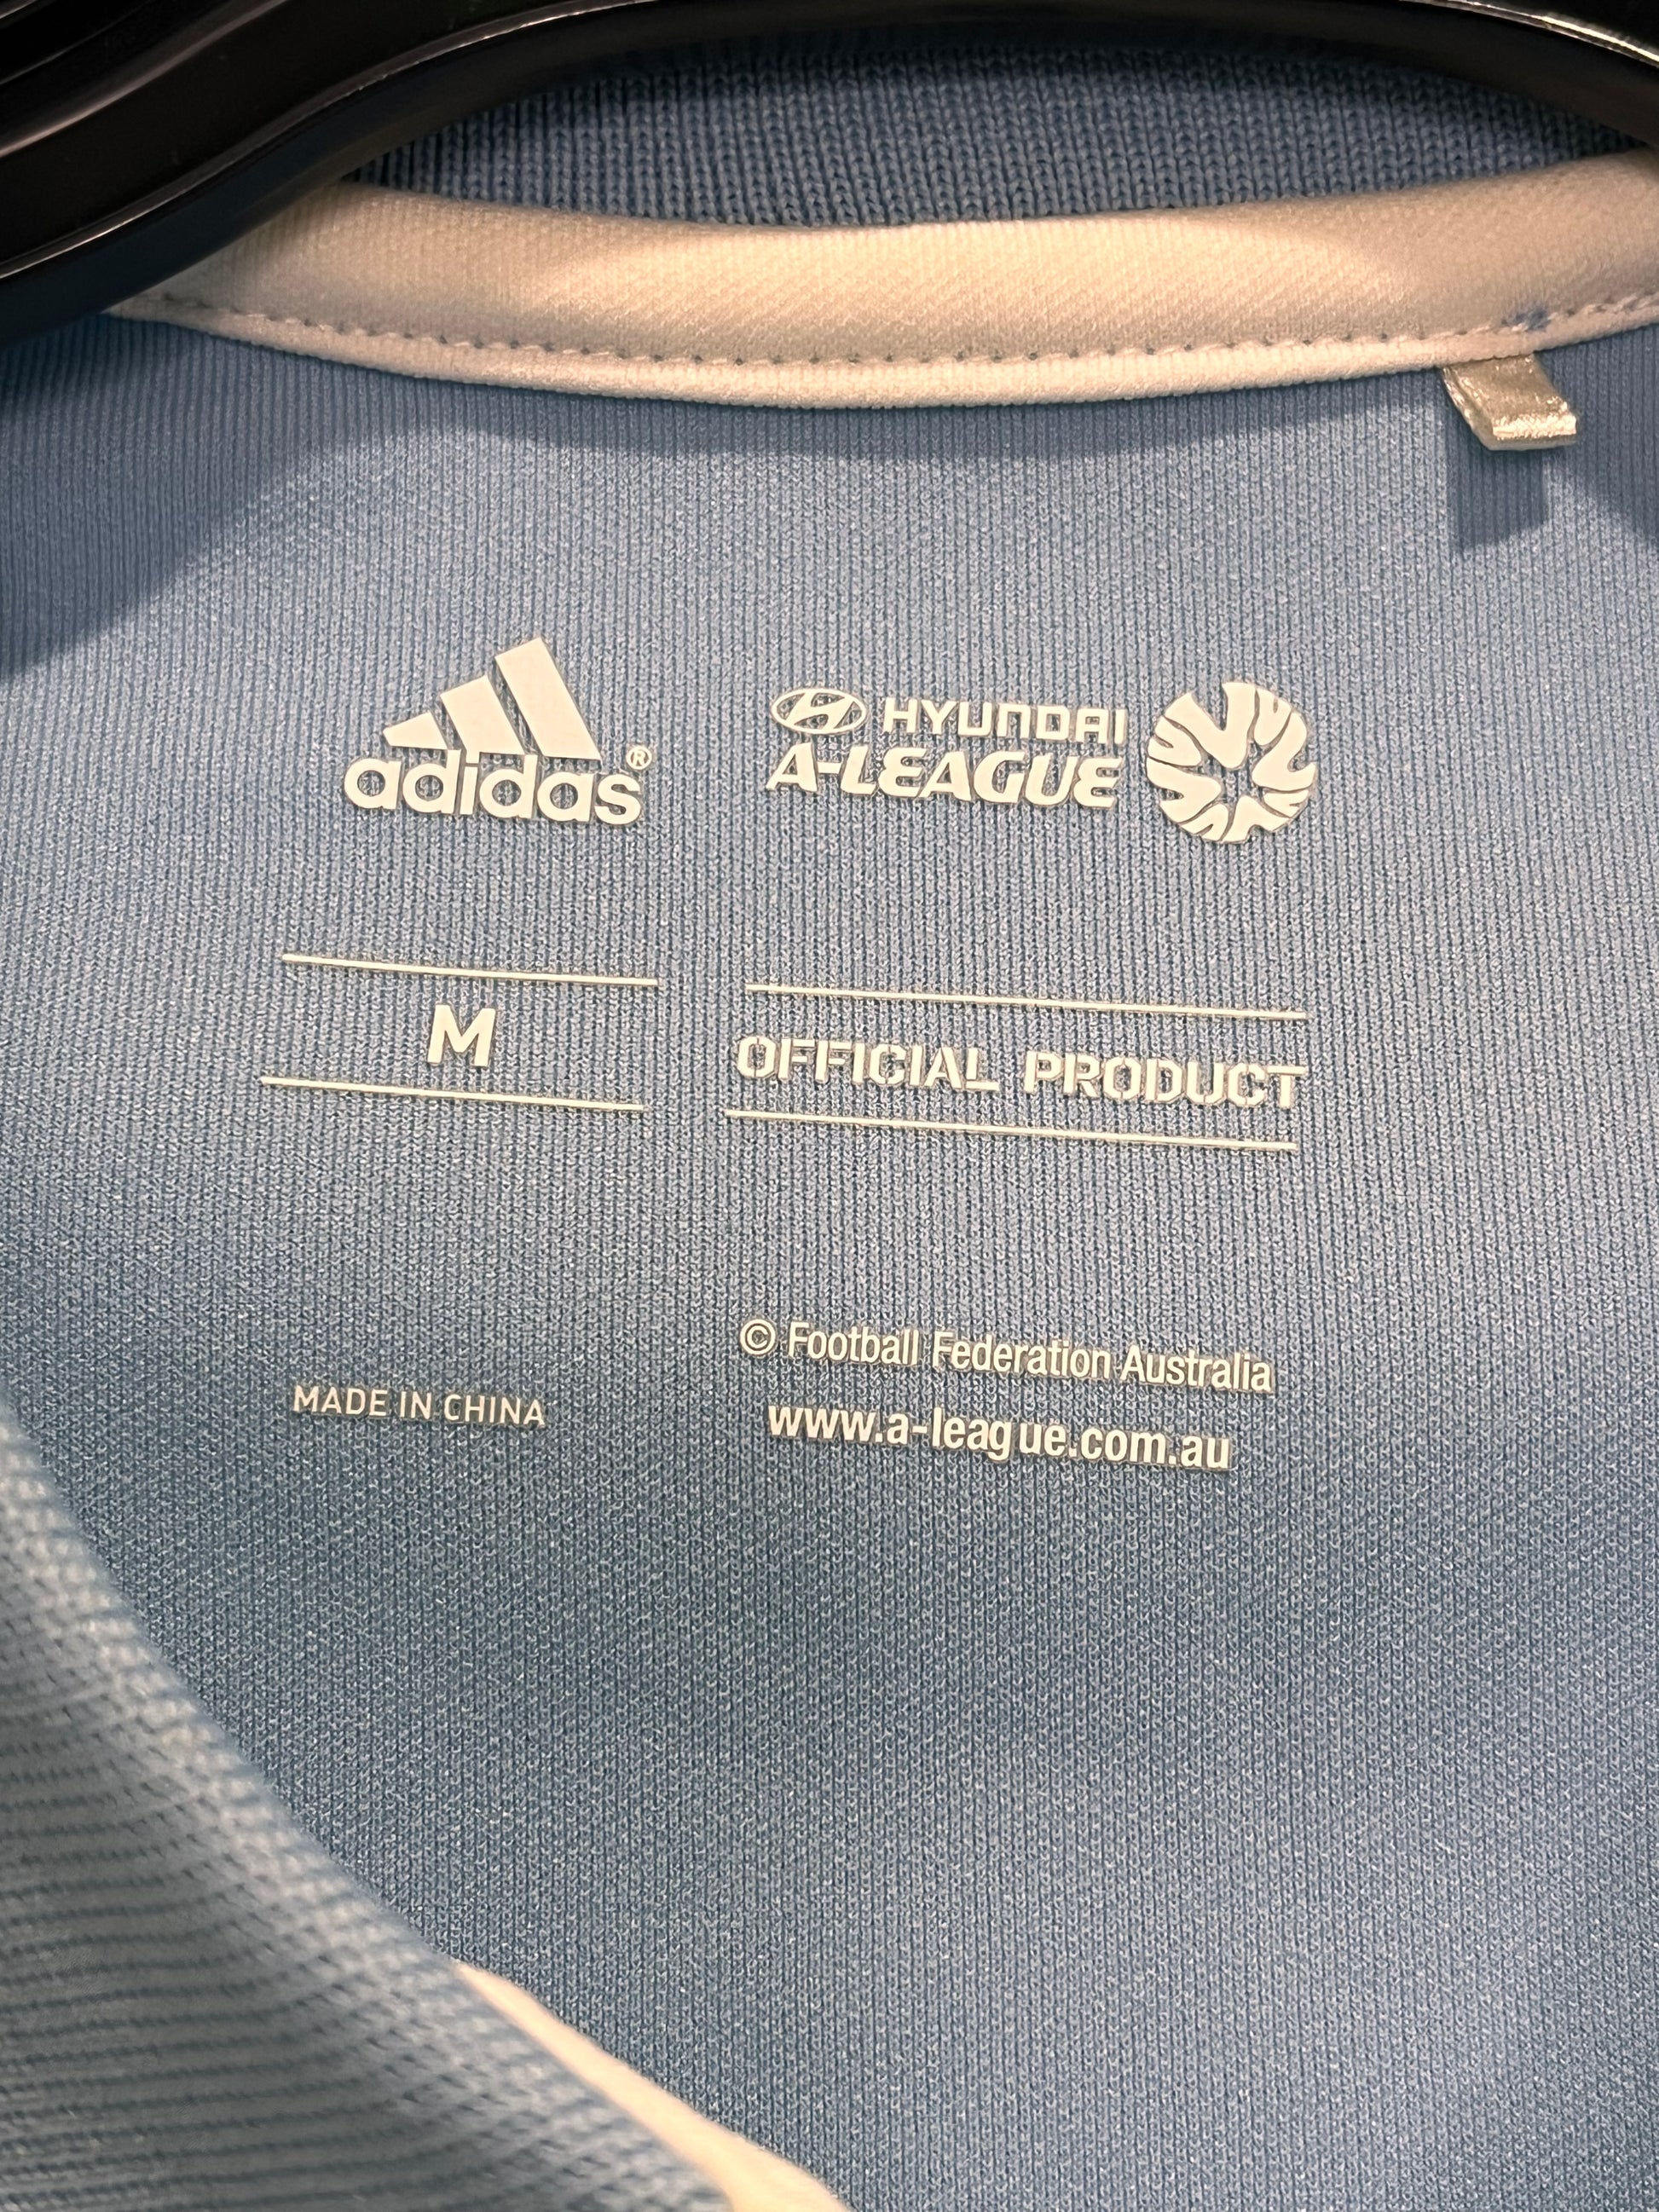 adidas®
HYUNDAI
A-LEAGUE
M
OFFICIAL PRODUCT
MADE IN CHINA
© Football Federation Australia
www.a-league.com.au